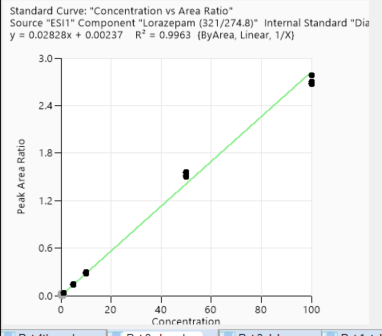 Standard Curve: "Concentration vs Area Ratio"
Source "ESI1" Component "Lorazepam (321/274.8)" Internal Standard "Dia
y = 0.02828x + 0.00237 R² = 0.9963 (ByArea, Linear, 1/X)
3.0
2.4
1.8
1.2
0.6
0.0
Peak Area Ratio
0 20 40 60 80 100
Concentration